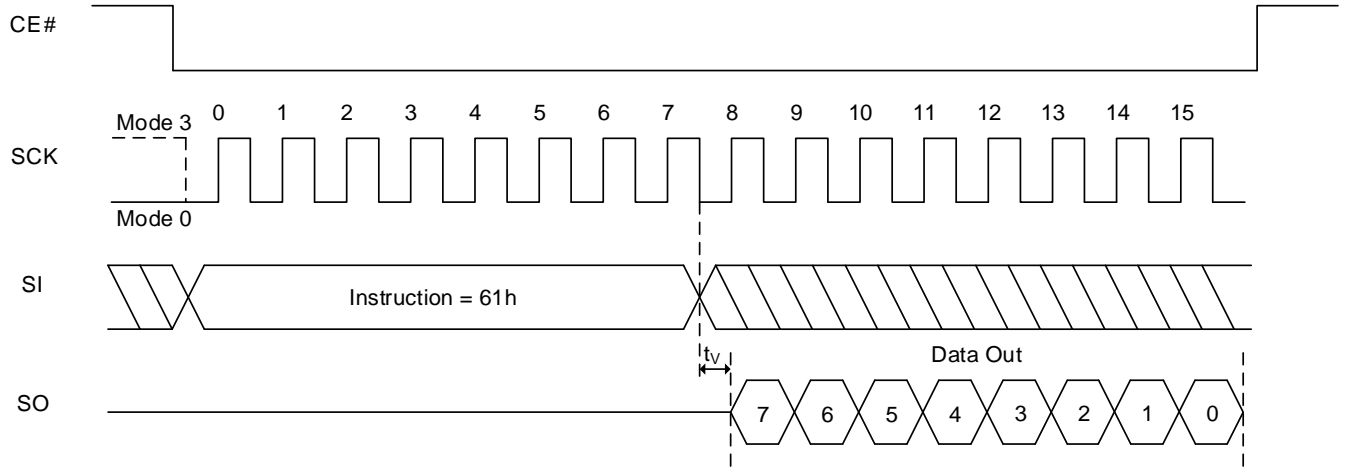 CE#
SCK
Mode 3
0 1 2 3 4 5 6 7 8 9 10 11 12 13 14 15
Mode 0
SI
Instruction = 61h
tV
Data Out
SO
7 6 5 4 3 2 1 0